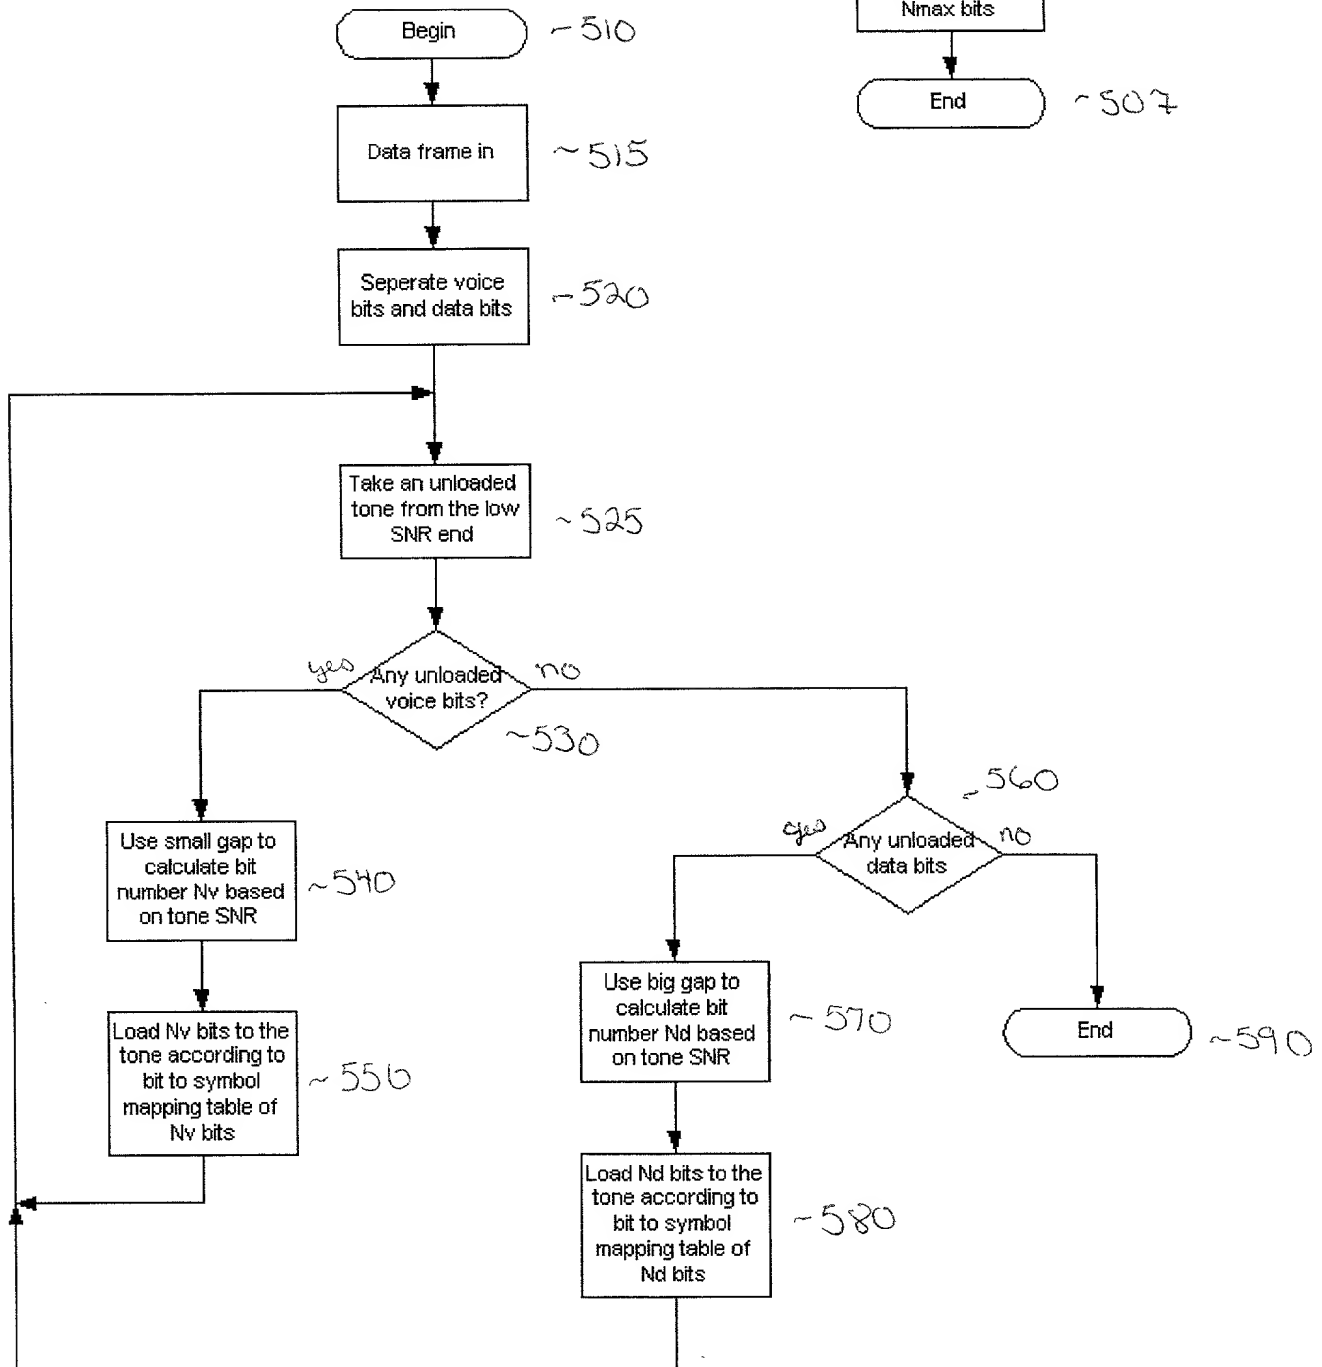 Nmax bits
Begin
~510
End
~507
Data frame in
~515
Seperate voice
bits and data bits
~520
Take an unloaded
tone from the low
SNR end
~525
yes
Any unloaded
voice bits?
no
~530
~560
yes
Any unloaded
data bits
no
Use small gap to
calculate bit
number Nv based
on tone SNR
~540
Use big gap to
calculate bit
number Nd based
on tone SNR
~570
End
~590
Load Nv bits to the
tone according to
bit to symbol
mapping table of
Nv bits
~550
Load Nd bits to the
tone according to
bit to symbol
mapping table of
Nd bits
~580